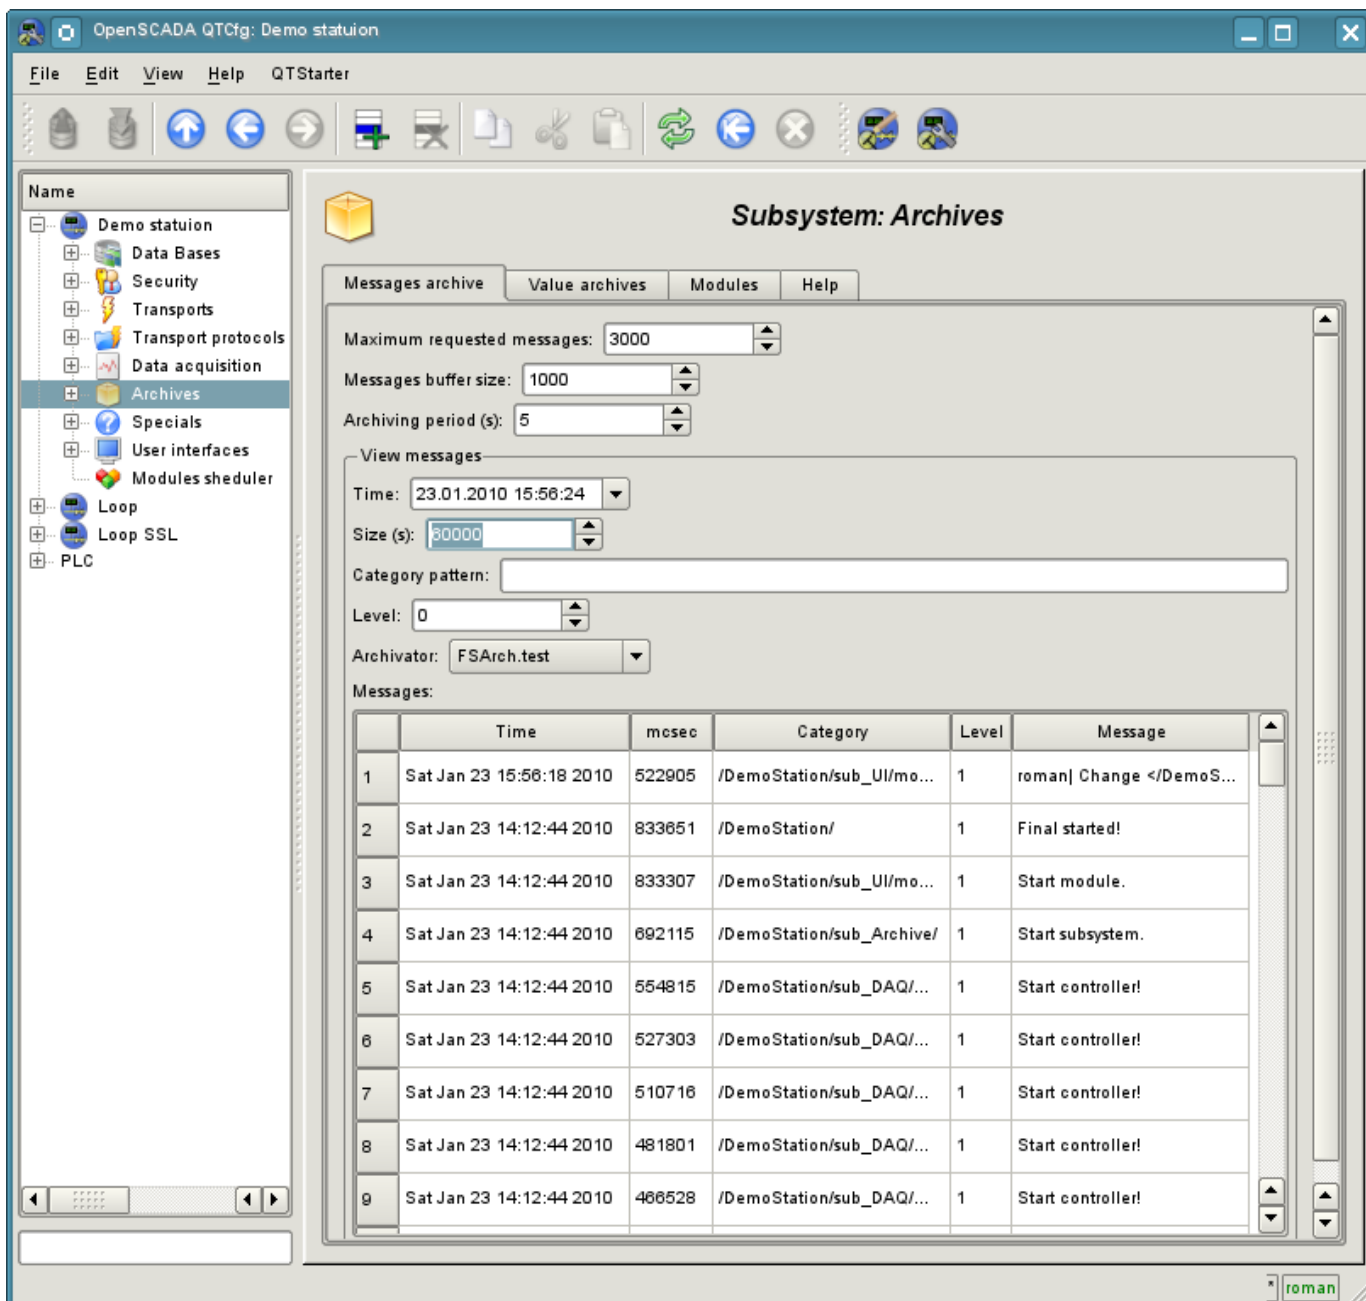 OpenSCADA QTCfg: Demo statuion
File Edit View Help QTStarter
Name
Demo statuion
Data Bases
Security
Transports
Transport protocols
Data acquisition
Archives
Specials
User interfaces
Modules sheduler
Loop
Loop SSL
PLC
Subsystem: Archives
Messages archive Value archives Modules Help
Maximum requested messages: 3000
Messages buffer size: 1000
Archiving period (s): 5
View messages
Time: 23.01.2010 15:56:24
Size (s): 60000
Category pattern:
Level: 0
Archivator: FSArch.test
Messages:
Time mcsec Category Level Message
1 Sat Jan 23 15:56:18 2010 522905 /DemoStation/sub_UI/mo... 1 roman| Change </DemoS...
2 Sat Jan 23 14:12:44 2010 833651 /DemoStation/ 1 Final started!
3 Sat Jan 23 14:12:44 2010 833307 /DemoStation/sub_UI/mo... 1 Start module.
4 Sat Jan 23 14:12:44 2010 692115 /DemoStation/sub_Archive/ 1 Start subsystem.
5 Sat Jan 23 14:12:44 2010 554815 /DemoStation/sub_DAQ/... 1 Start controller!
6 Sat Jan 23 14:12:44 2010 527303 /DemoStation/sub_DAQ/... 1 Start controller!
7 Sat Jan 23 14:12:44 2010 510716 /DemoStation/sub_DAQ/... 1 Start controller!
8 Sat Jan 23 14:12:44 2010 481801 /DemoStation/sub_DAQ/... 1 Start controller!
9 Sat Jan 23 14:12:44 2010 466528 /DemoStation/sub_DAQ/... 1 Start controller!
* roman